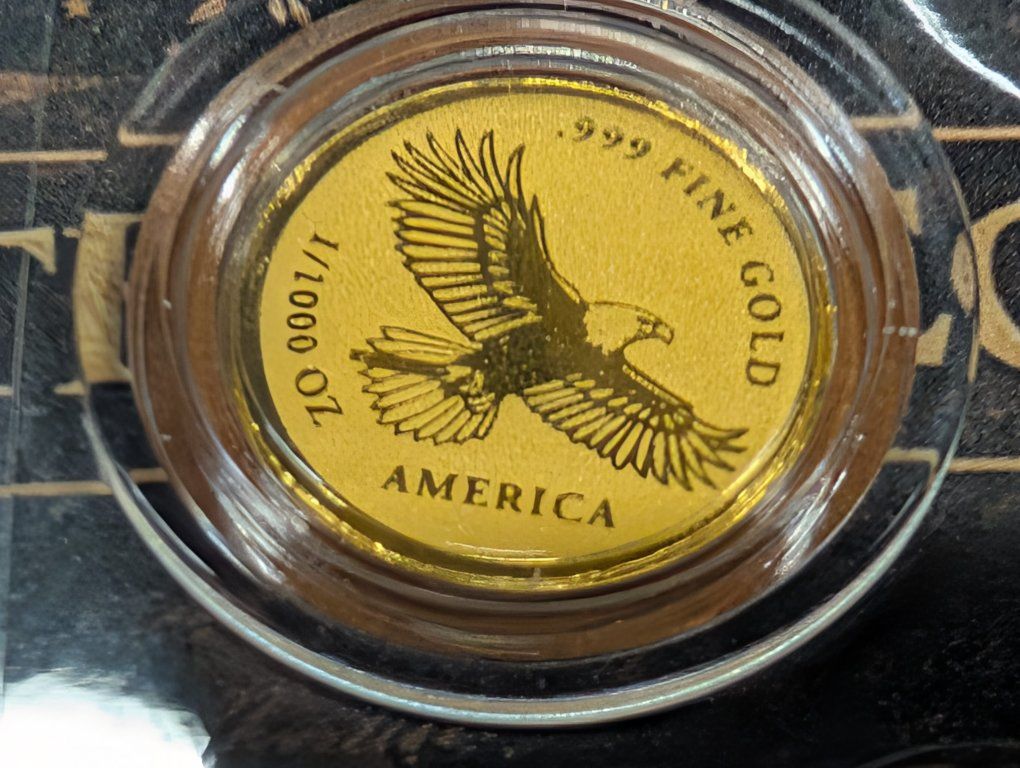 .999 FINE GOLD
1/1000 OZ
AMERICA